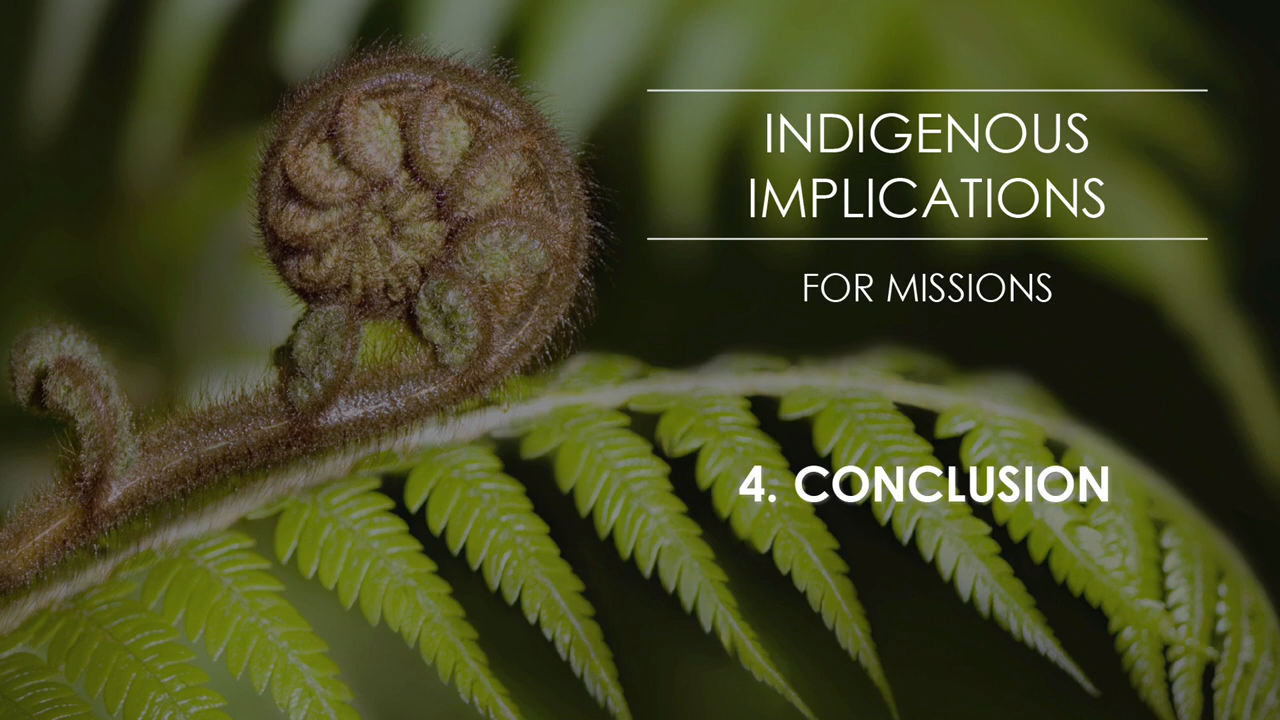 INDIGENOUS
IMPLICATIONS
FOR MISSIONS
4. CONCLUSION